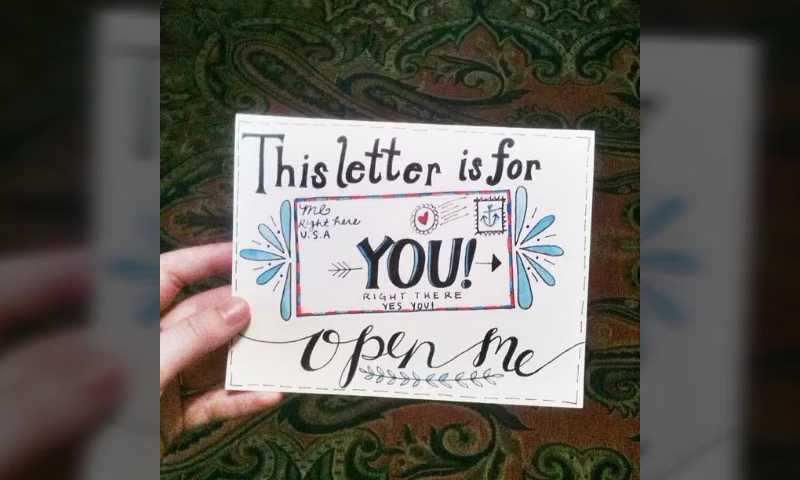 This letter is for
Me
Right here
U.S.A
YOU!
RIGHT THERE
YES YOU!
open Me